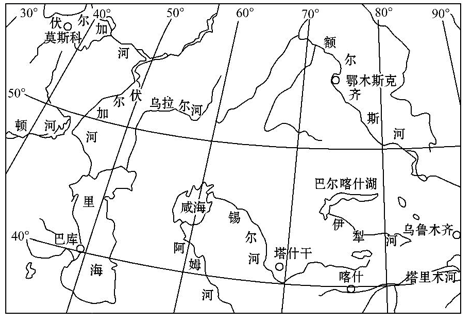 30° 40° 50° 60° 70° 80° 90°
伏尔加河
莫斯科
额尔齐斯河
鄂木斯克
50°
伏尔加河
乌拉尔河
顿河
巴尔喀什湖
里海
咸海
锡尔河
伊犁河
乌鲁木齐
巴库
40°
阿姆河
塔什干
喀什
塔里木河